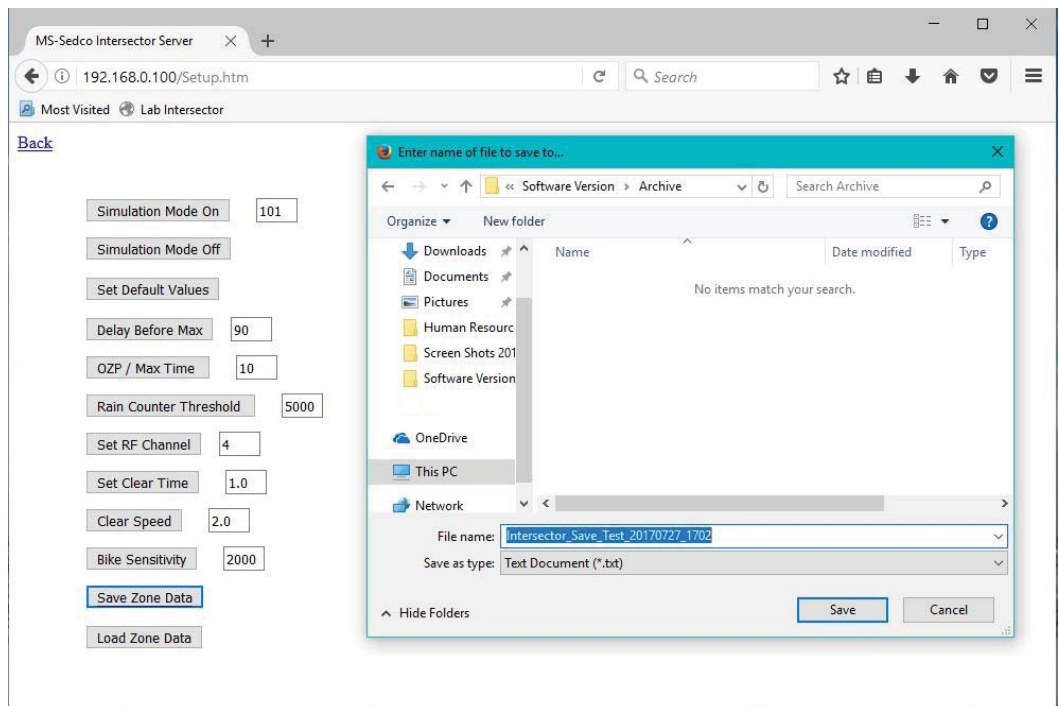 MS-Sedco Intersector Server
192.168.0.100/Setup.htm
Search
Most Visited
Lab Intersector
Back
Simulation Mode On
101
Simulation Mode Off
Set Default Values
Delay Before Max
90
OZP / Max Time
10
Rain Counter Threshold
5000
Set RF Channel
4
Set Clear Time
1.0
Clear Speed
2.0
Bike Sensitivity
2000
Save Zone Data
Load Zone Data
Enter name of file to save to...
« Software Version > Archive
Search Archive
Organize
New folder
Downloads
Documents
Pictures
Human Resourc
Screen Shots 201
Software Version
OneDrive
This PC
Network
Name
Date modified
Type
No items match your search.
File name: Intersector_Save_Test_20170727_1702
Save as type: Text Document (*.txt)
Hide Folders
Save
Cancel